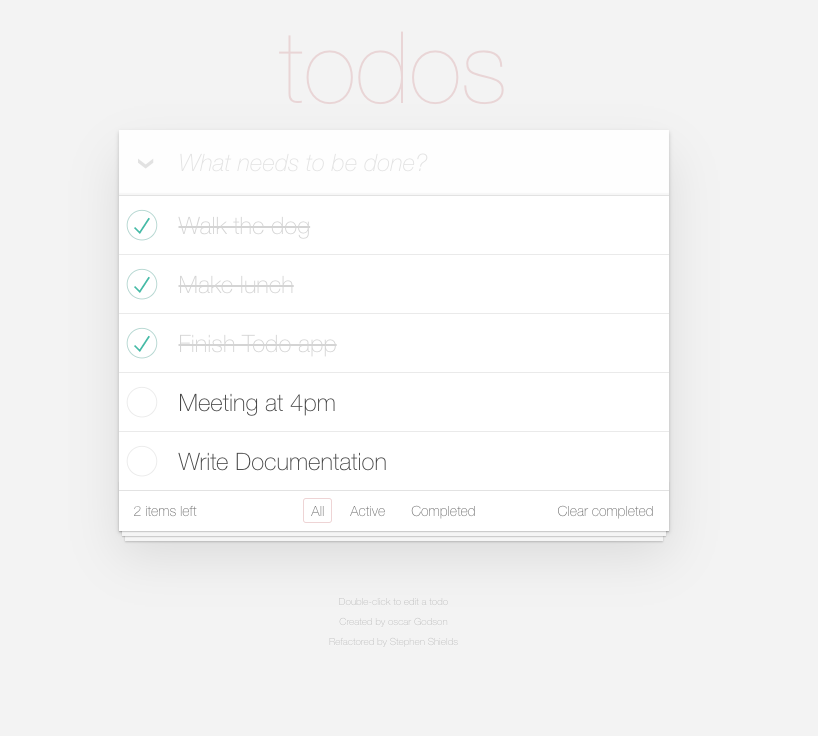 todos
What needs to be done?
Walk the dog
Make lunch
Finish Todo app
Meeting at 4pm
Write Documentation
2 items left All Active Completed Clear completed
Double-click to edit a todo
Created by oscar Godson
Refactored by Stephen Shields